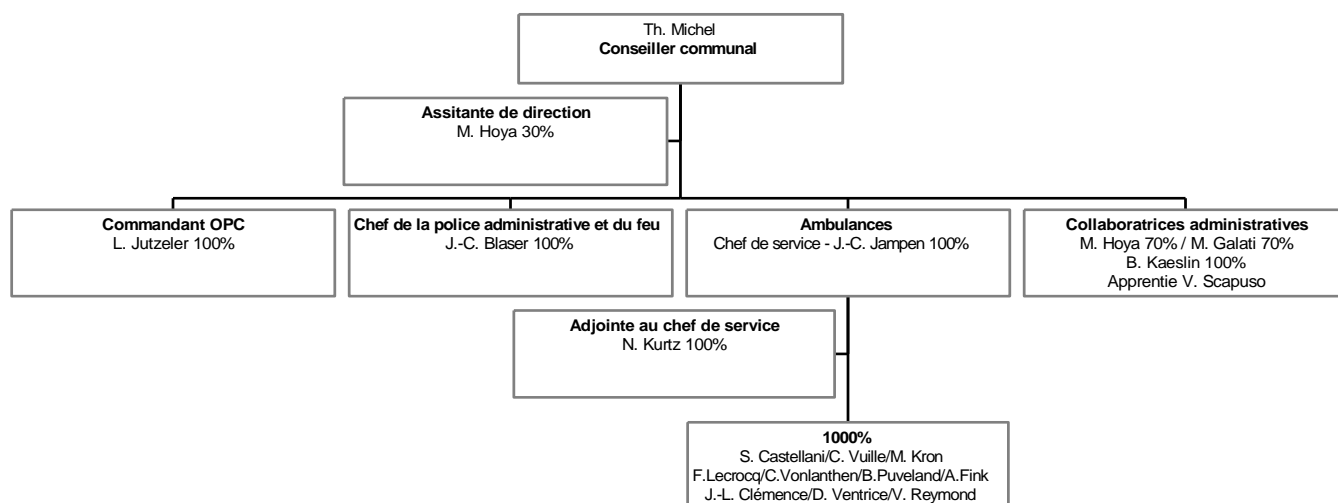 Th. Michel
Conseiller communal
Assitante de direction
M. Hoya 30%
Commandant OPC
L. Jutzeler 100%
Chef de la police administrative et du feu
J.-C. Blaser 100%
Ambulances
Chef de service - J.-C. Jampen 100%
Collaboratrices administratives
M. Hoya 70% / M. Galati 70%
B. Kaeslin 100%
Apprentie V. Scapuso
Adjointe au chef de service
N. Kurtz 100%
1000%
S. Castellani/C. Vuille/M. Kron
F.Lecrocq/C.Vonlanthen/B.Puveland/A.Fink
J.-L. Clémence/D. Ventrice/V. Reymond